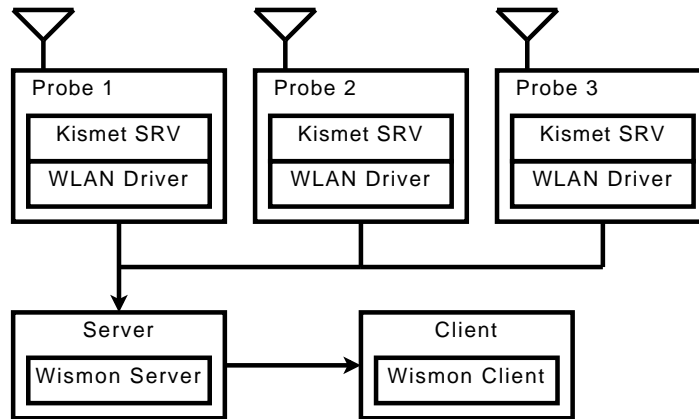 Probe 1
Probe 2
Probe 3
Kismet SRV
Kismet SRV
Kismet SRV
WLAN Driver
WLAN Driver
WLAN Driver
Server
Client
Wismon Server
Wismon Client